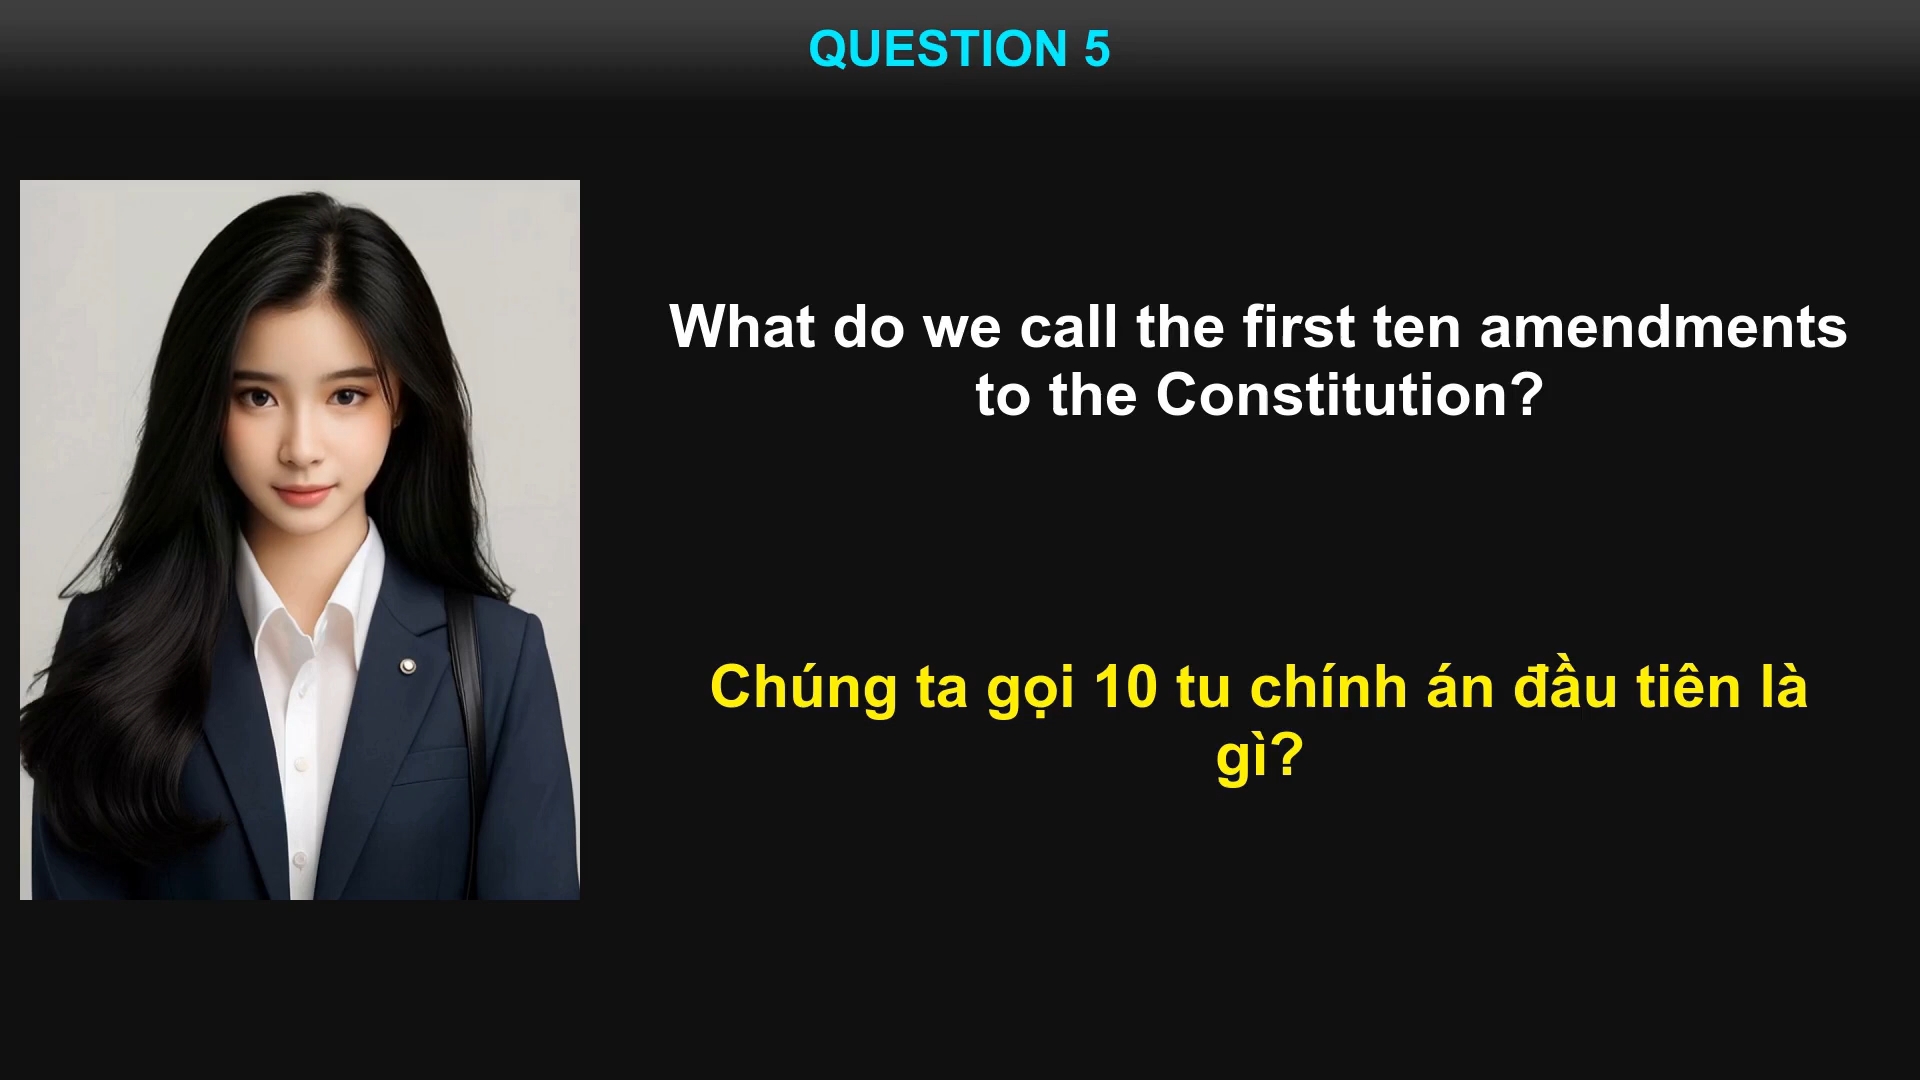 QUESTION 5
What do we call the first ten amendments
to the Constitution?
Chúng ta gọi 10 tu chính án đầu tiên là
gì?